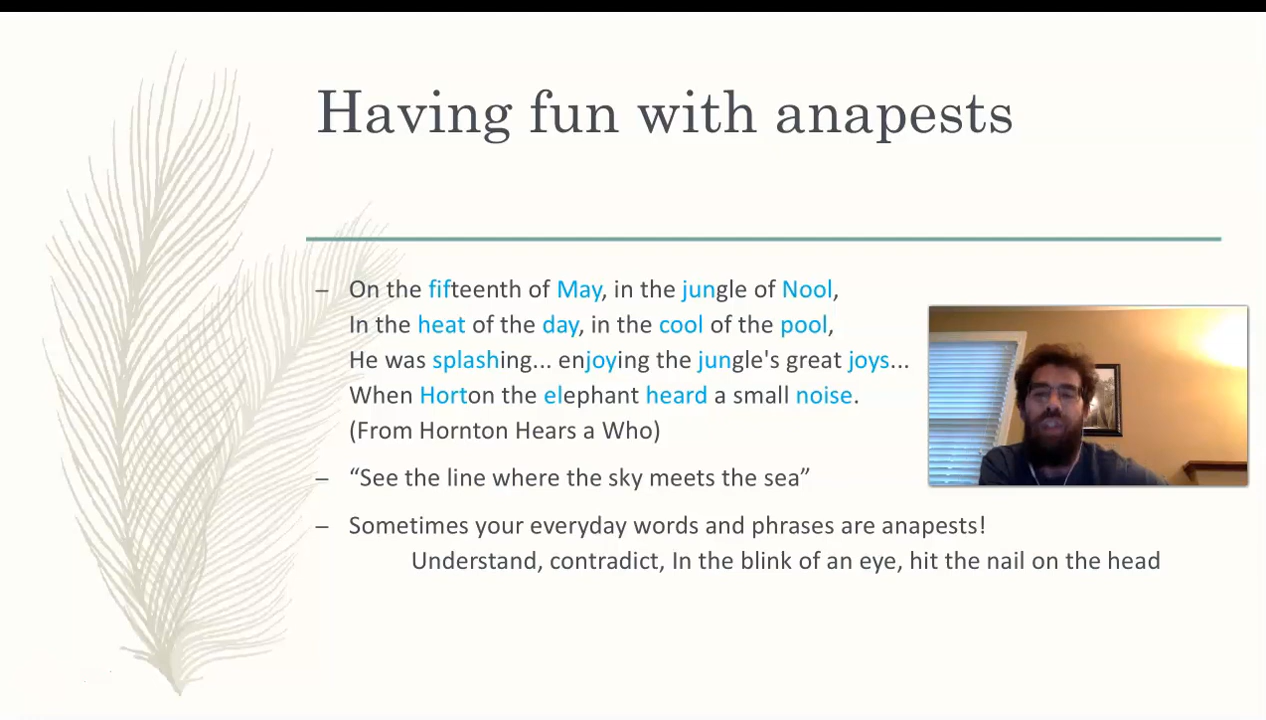 Having fun with anapests
– On the fifteenth of May, in the jungle of Nool,
In the heat of the day, in the cool of the pool,
He was splashing... enjoying the jungle's great joys...
When Horton the elephant heard a small noise.
(From Hornton Hears a Who)
– “See the line where the sky meets the sea”
– Sometimes your everyday words and phrases are anapests!
Understand, contradict, In the blink of an eye, hit the nail on the head